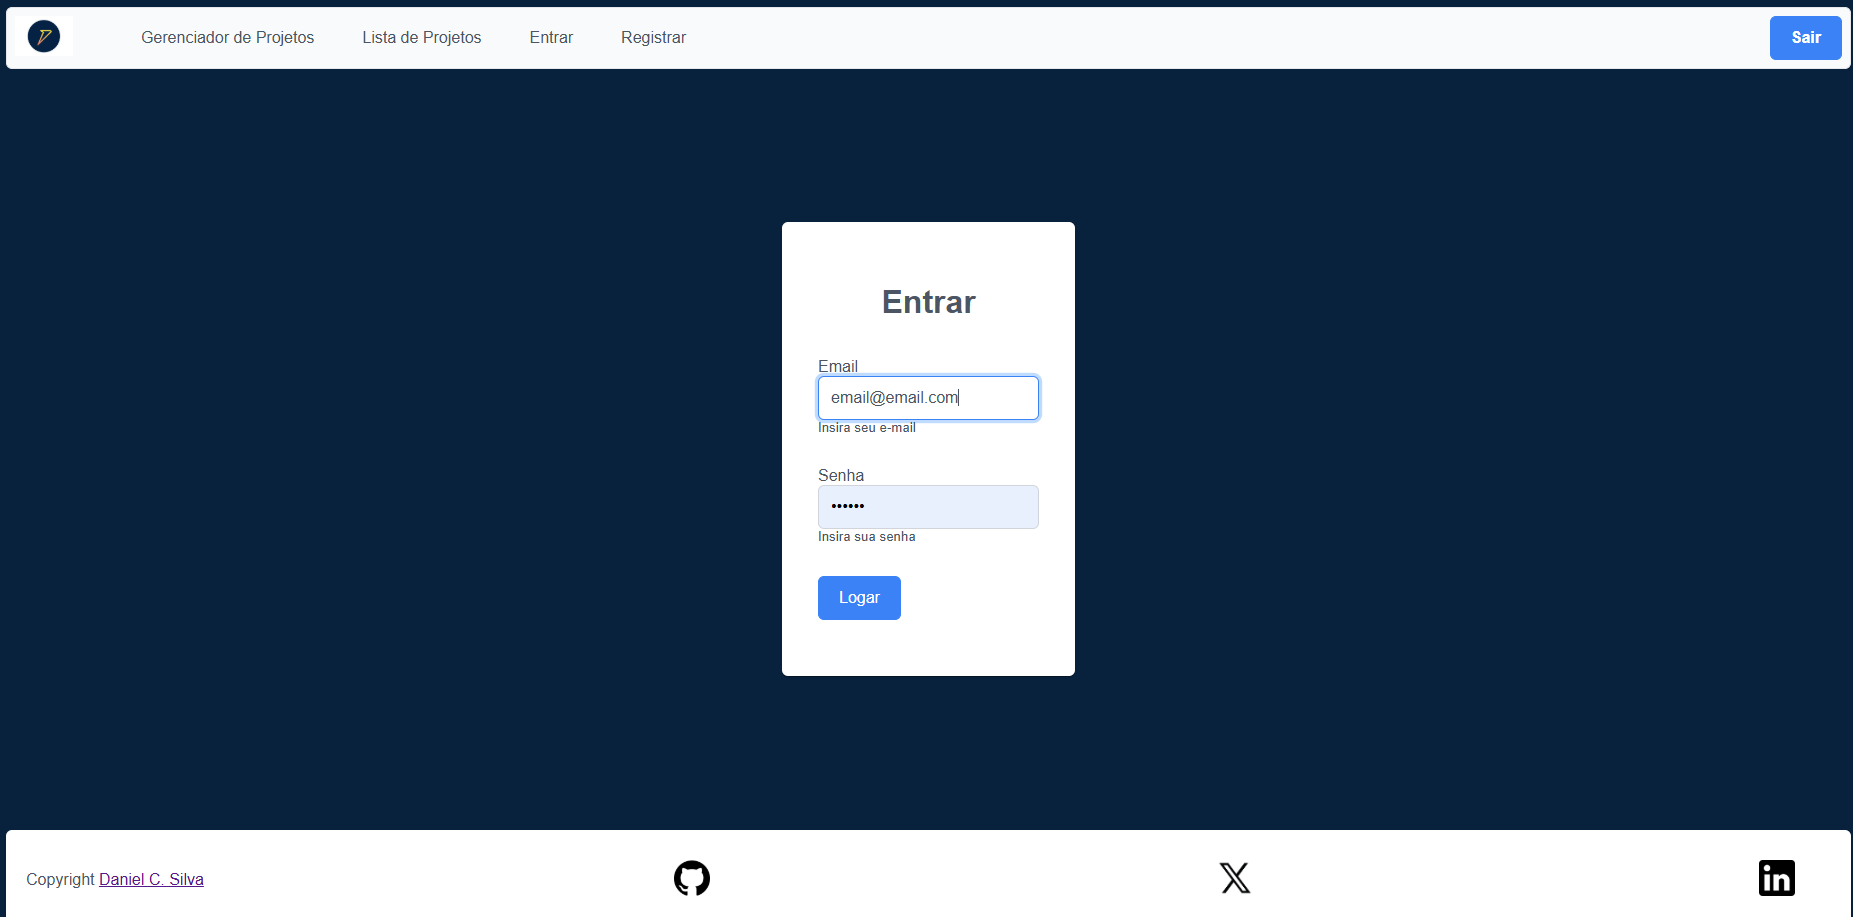 Gerenciador de Projetos Lista de Projetos Entrar Registrar Sair
Entrar
Email
email@email.com
Insira seu e-mail
Senha
••••••
Insira sua senha
Logar
Copyright Daniel C. Silva
in